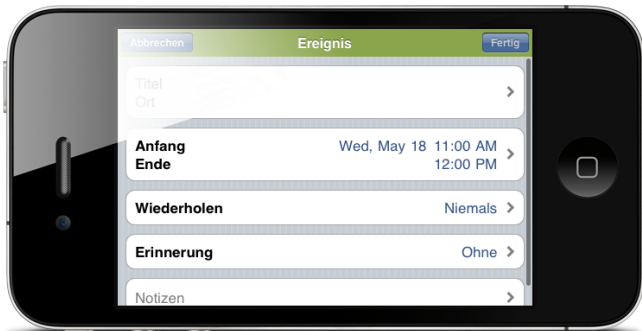 Abbrechen Ereignis Fertig
Titel
Ort
Anfang Wed, May 18 11:00 AM
Ende 12:00 PM
Wiederholen Niemals
Erinnerung Ohne
Notizen